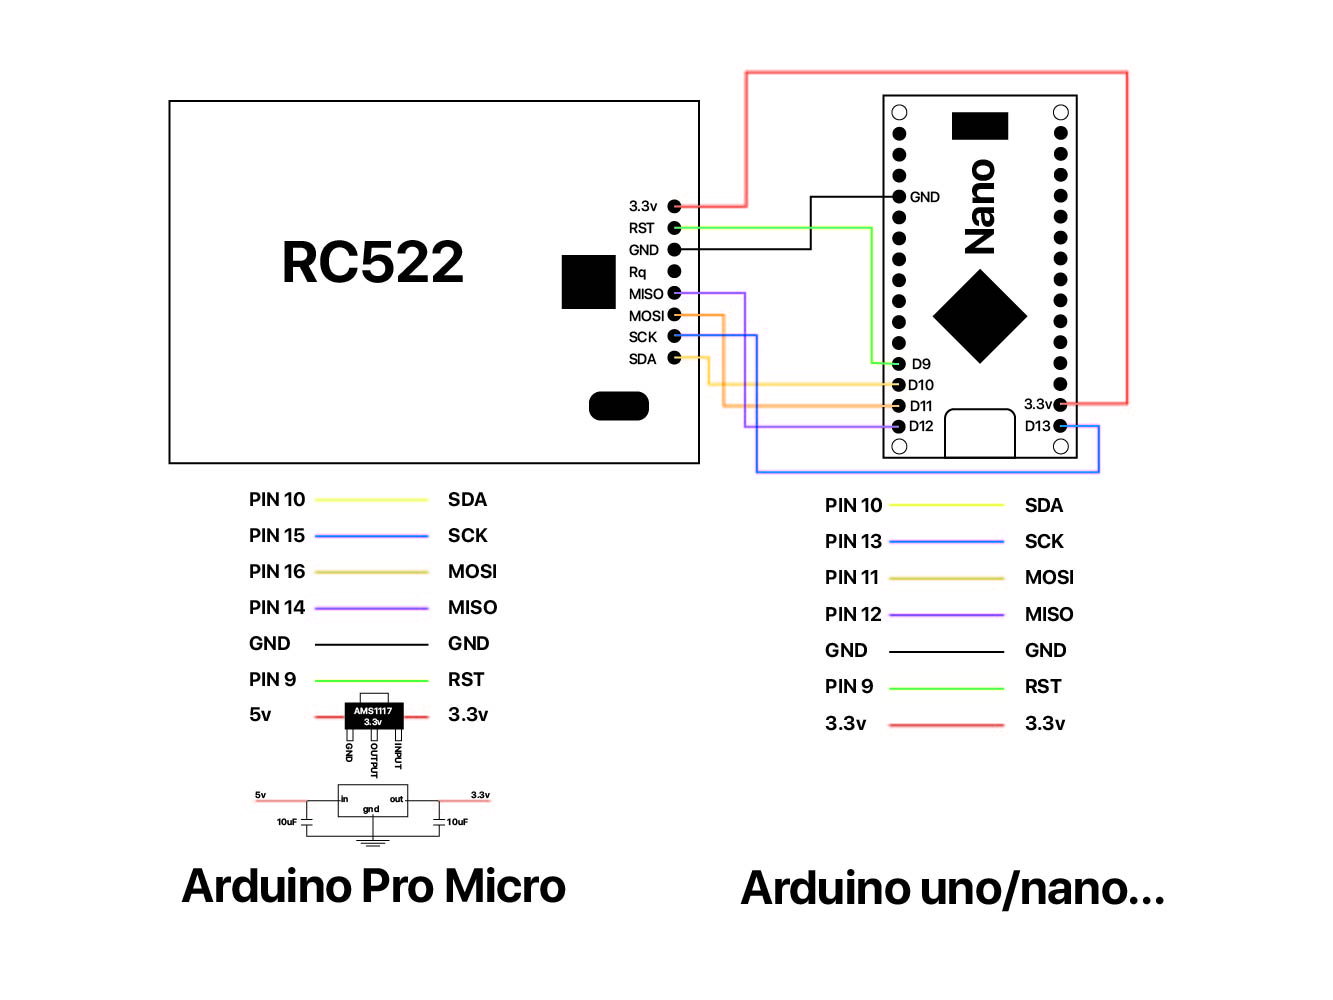 RC522
3.3v
RST
GND
Rq
MISO
MOSI
SCK
SDA
Nano
GND
D9
D10
D11
D12
3.3v
D13
PIN 10 SDA
PIN 15 SCK
PIN 16 MOSI
PIN 14 MISO
GND GND
PIN 9 RST
5v 3.3v
AMS1117
3.3v
GND
OUTPUT
INPUT
5v
in
out
gnd
3.3v
10uF
10uF
Arduino Pro Micro
PIN 10 SDA
PIN 13 SCK
PIN 11 MOSI
PIN 12 MISO
GND GND
PIN 9 RST
3.3v 3.3v
Arduino uno/nano...